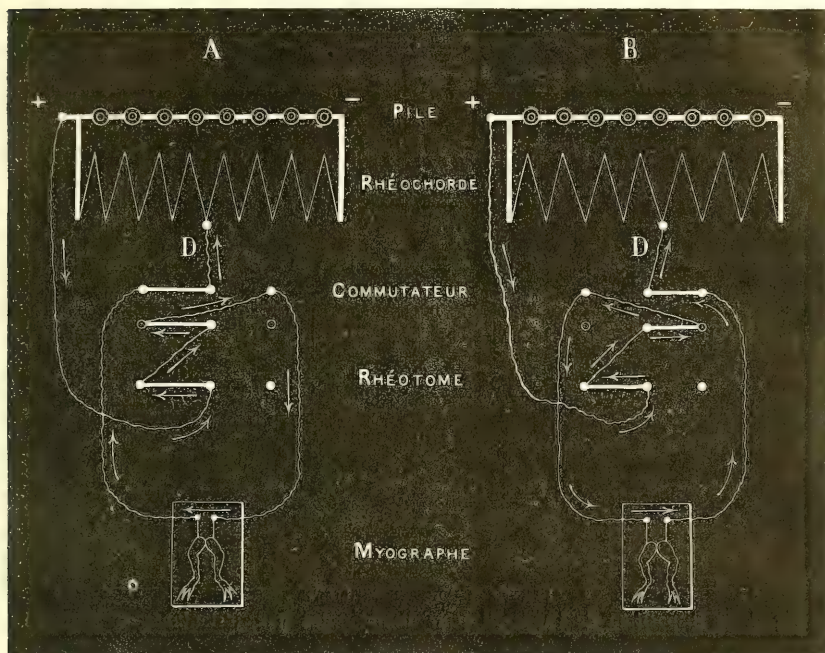 A B
+ − PILE + −
RHÉOCHORDE
D D
COMMUTATEUR
RHÉOTOME
MYOGRAPHE